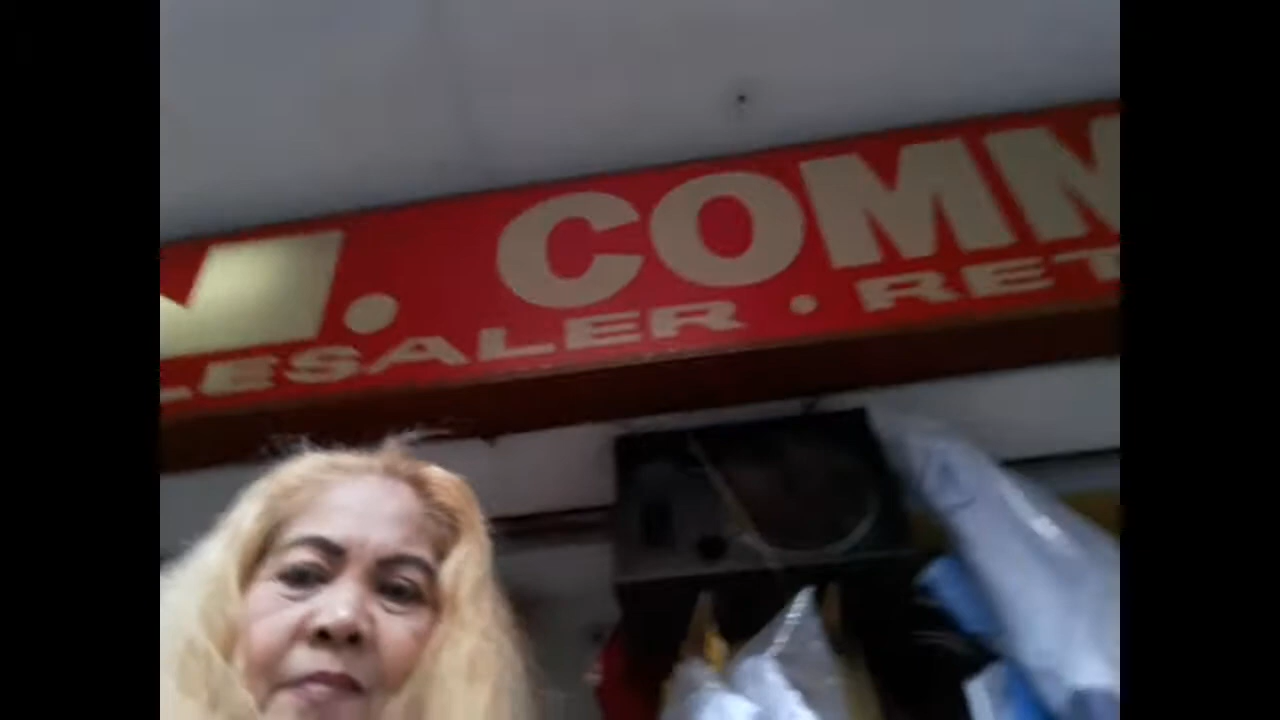 . COMM
LESALER • RET